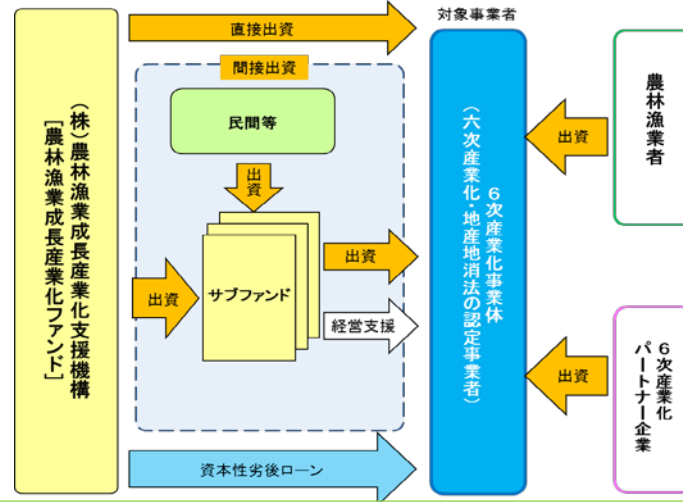 対象事業者
直接出資
間接出資
(株)農林漁業成長産業化支援機構
[農林漁業成長産業化ファンド]
民間等
出資
出資
サブファンド
出資
経営支援
資本性劣後ローン
6次産業化事業体
(六次産業化・地産地消法の認定事業者)
出資
農林漁業者
出資
6次産業化
パートナー企業